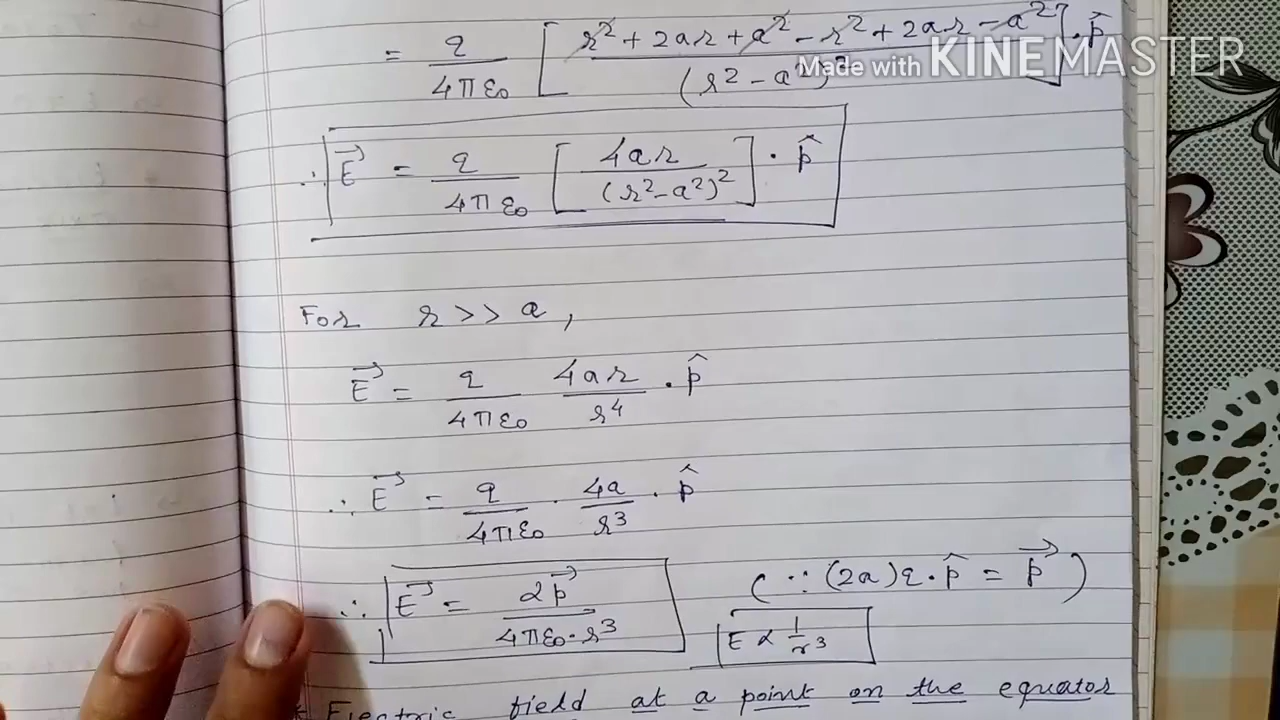 = q/4πε₀ [ r² + 2ar + a² - r² + 2ar - a² / (r² - a²)² ] . p̂
Made with KINEMASTER
∴ E⃗ = q/4πε₀ [ 4ar / (r² - a²)² ] . p̂
For r >> a ,
E⃗ = q/4πε₀ 4ar/r⁴ . p̂
∴ E⃗ = q/4πε₀ . 4a/r³ . p̂
∴ E⃗ = 2p⃗ / 4πε₀.r³ ( ∵ (2a) q . p̂ = p⃗ )
E ∝ 1/r³
* Electric field at a point on the equator